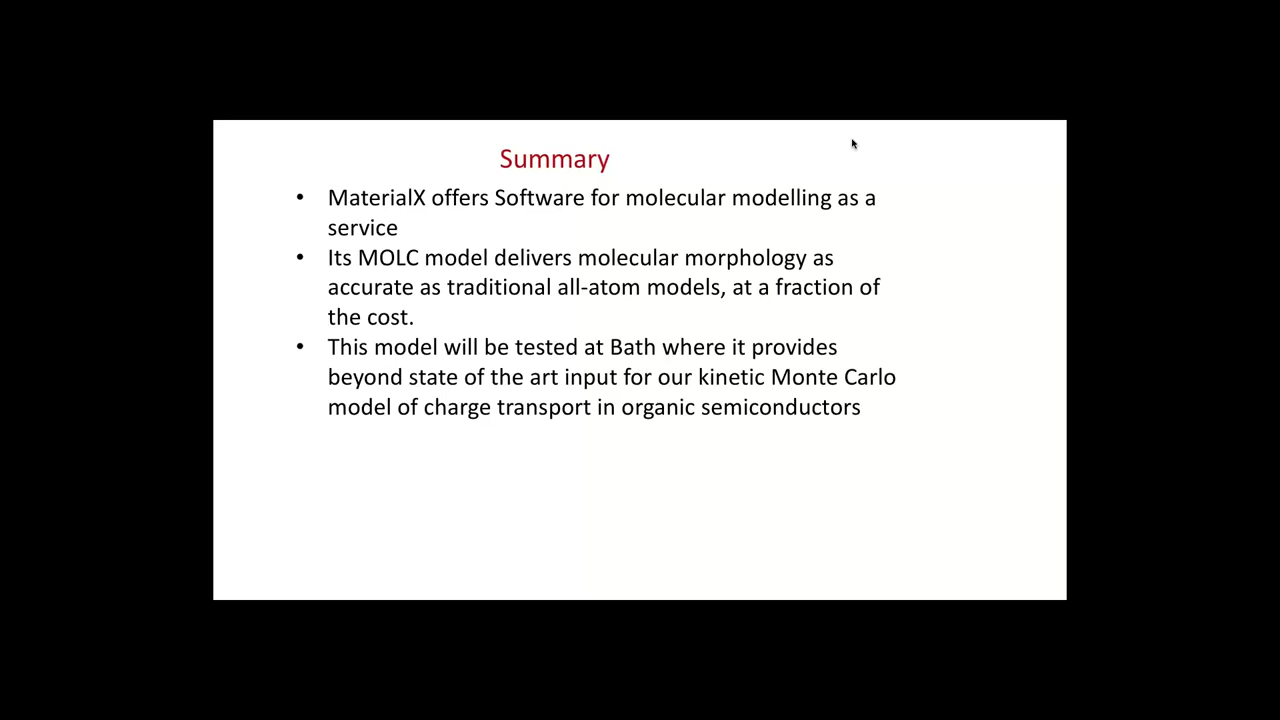 Summary
• MaterialX offers Software for molecular modelling as a
service
• Its MOLC model delivers molecular morphology as
accurate as traditional all-atom models, at a fraction of
the cost.
• This model will be tested at Bath where it provides
beyond state of the art input for our kinetic Monte Carlo
model of charge transport in organic semiconductors